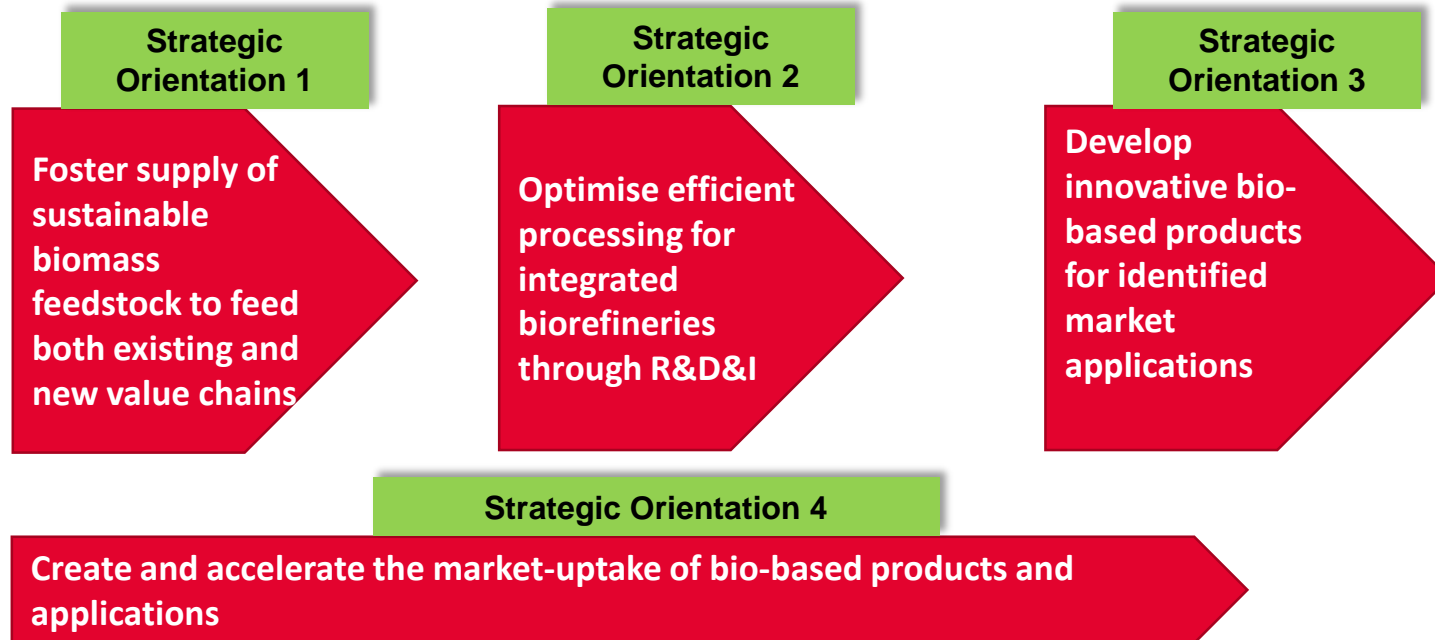 Strategic
Orientation 1
Foster supply of
sustainable
biomass
feedstock to feed
both existing and
new value chains
Strategic
Orientation 2
Optimise efficient
processing for
integrated
biorefineries
through R&D&I
Strategic
Orientation 3
Develop
innovative bio-
based products
for identified
market
applications
Strategic Orientation 4
Create and accelerate the market-uptake of bio-based products and
applications